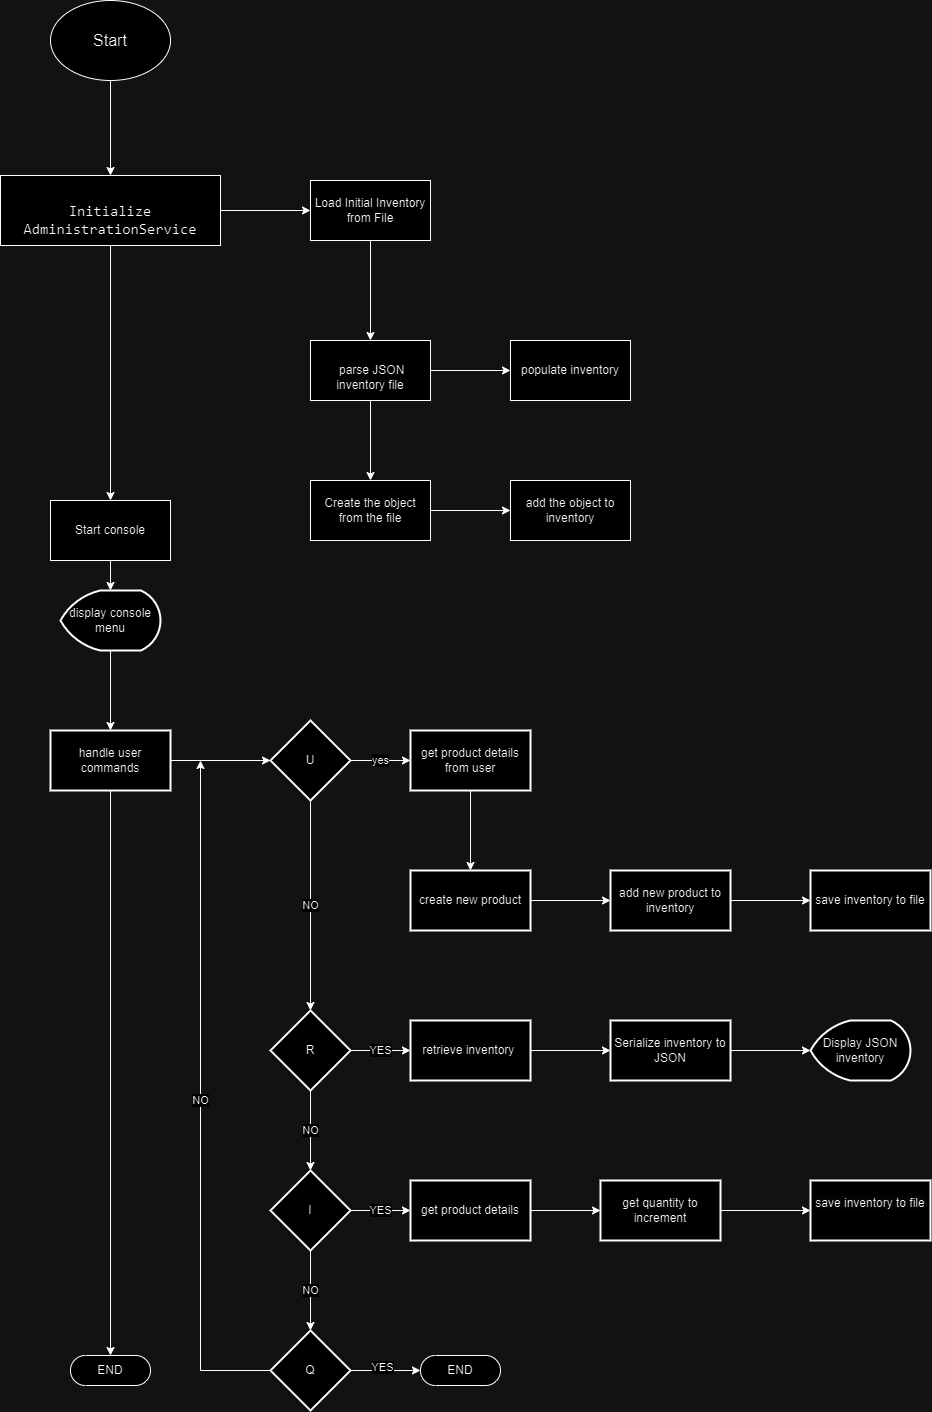 Start
Initialize
AdministrationService
Load Initial Inventory
from File
parse JSON
inventory file
populate inventory
Create the object
from the file
add the object to
inventory
Start console
display console
menu
handle user
commands
U
yes
get product details
from user
create new product
add new product to
inventory
save inventory to file
NO
R
YES
retrieve inventory
Serialize inventory to
JSON
Display JSON
inventory
NO
NO
I
YES
get product details
get quantity to
increment
save inventory to file
NO
END
Q
YES
END